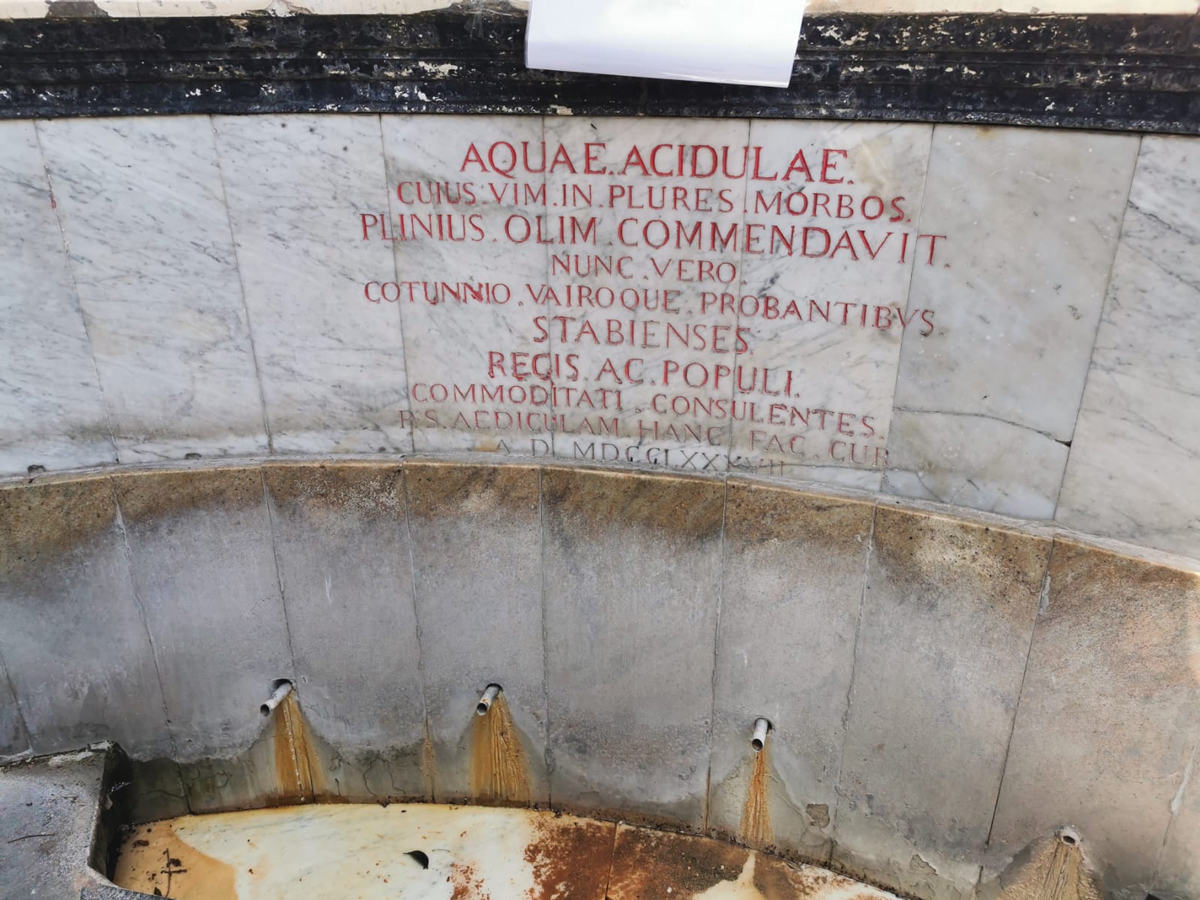 AQUAE.ACIDULAE.
CUIUS.VIM.IN.PLURES MORBOS.
PLINIUS.OLIM COMMENDAVIT.
NUNC.VERO.
COTUNNIO.VAIROQUE.PROBANTIBVS.
STABIENSES.
REGIS.AC.POPULI.
COMMODITATI.CONSULENTES.
P.S.AEDICULAM HANC FAC CUR
A D